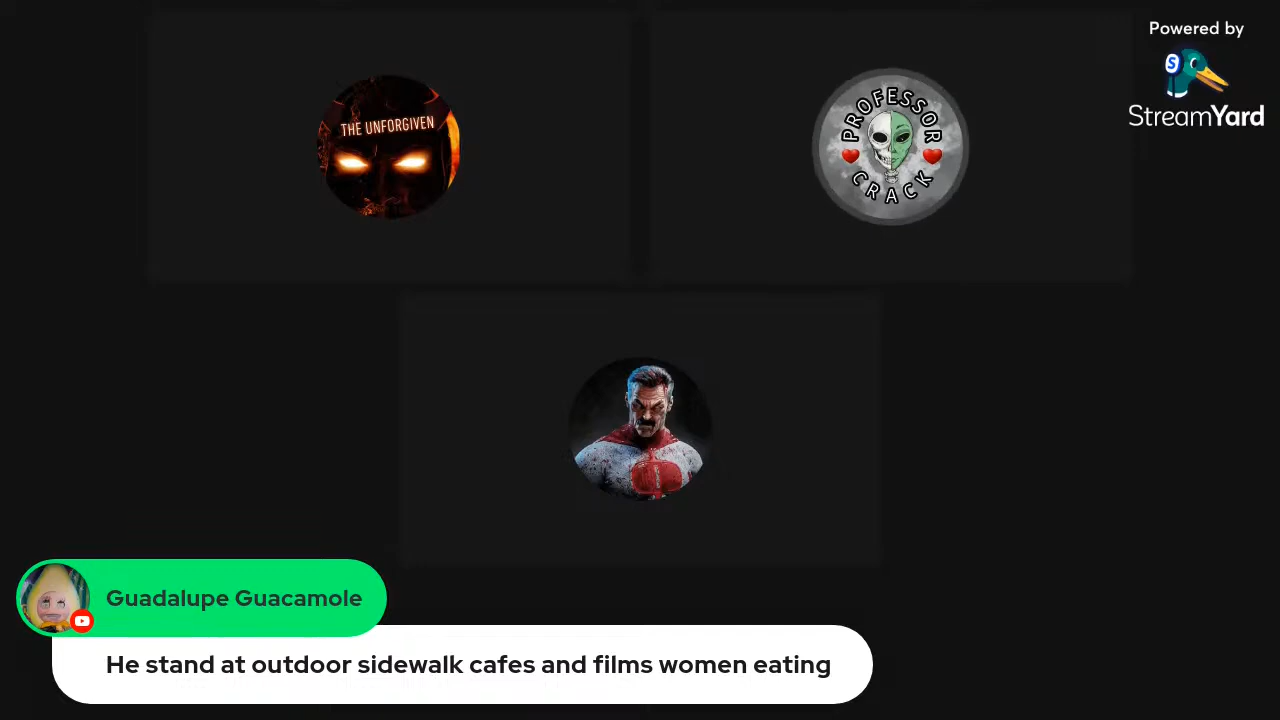 Powered by
StreamYard
THE UNFORGIVEN
PROFESSOR
CRACK
Guadalupe Guacamole
He stand at outdoor sidewalk cafes and films women eating